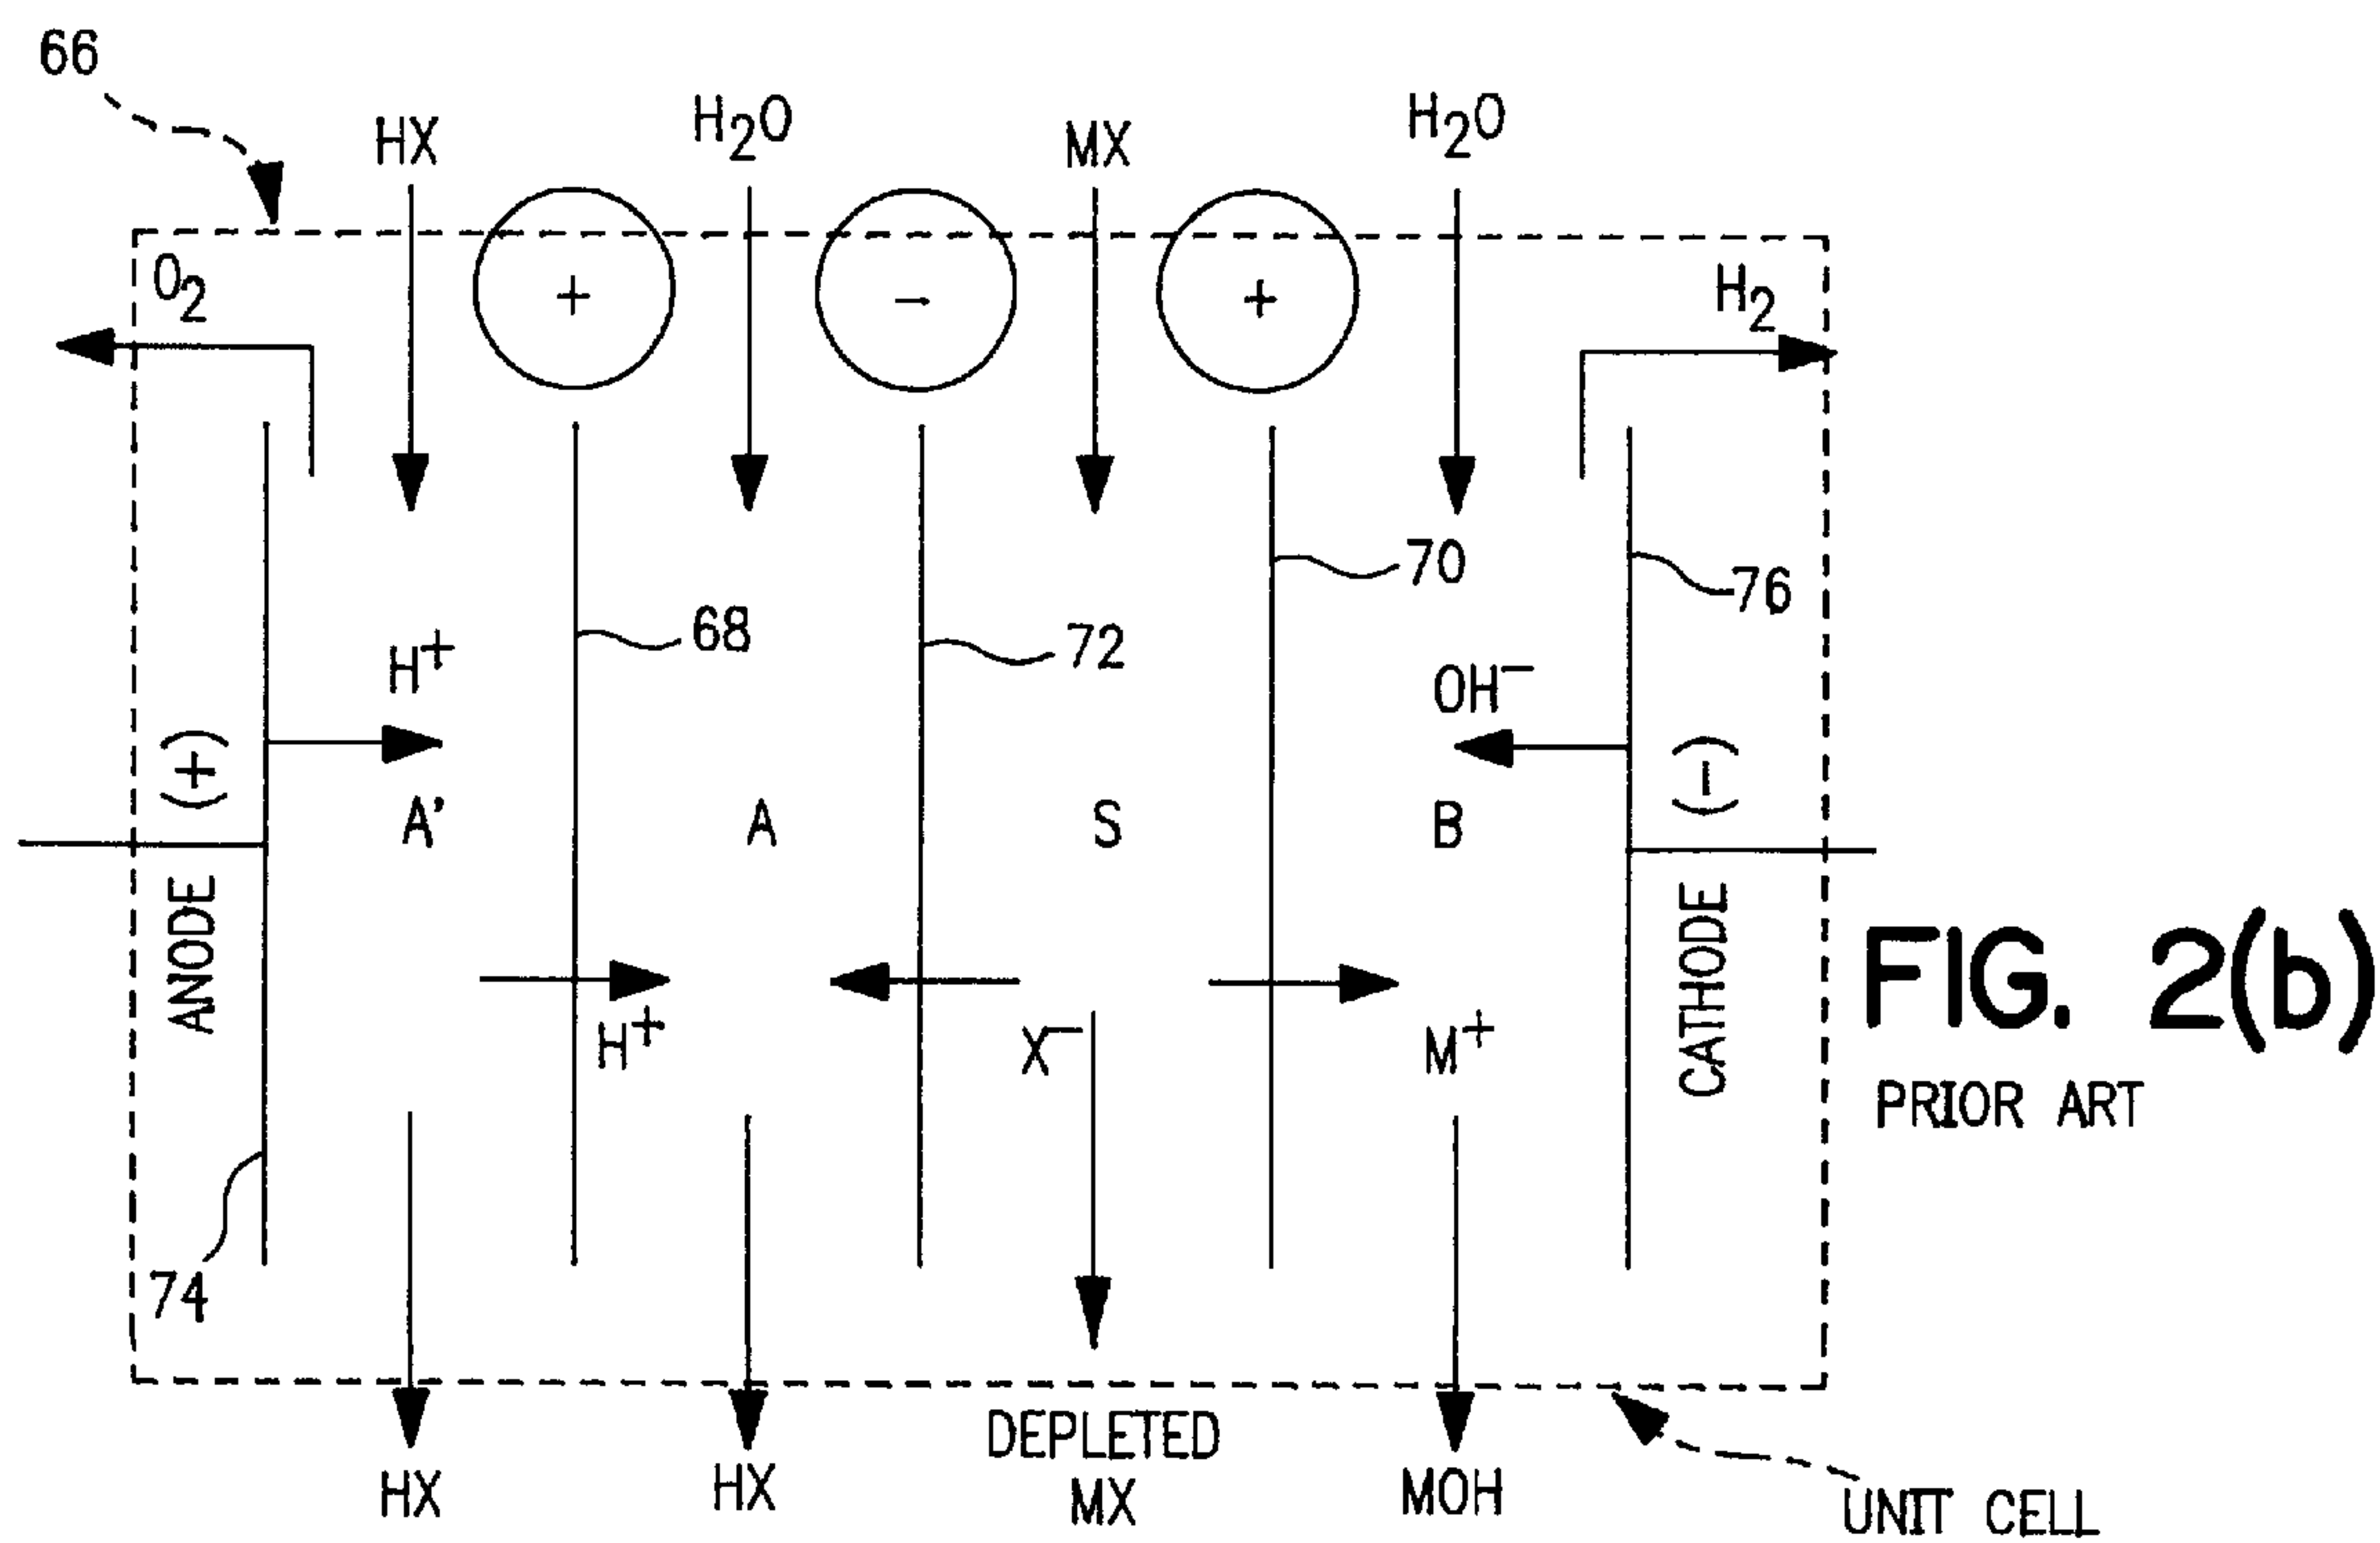 66
HX
H2O
MX
H2O
O2
+
-
+
H2
70
76
68
72
H+
OH−
(+)
(−)
A'
A
S
B
ANODE
CATHODE
H+
X−
M+
FIG. 2(b)
PRIOR ART
74
HX
HX
DEPLETED
MX
MOH
UNIT CELL